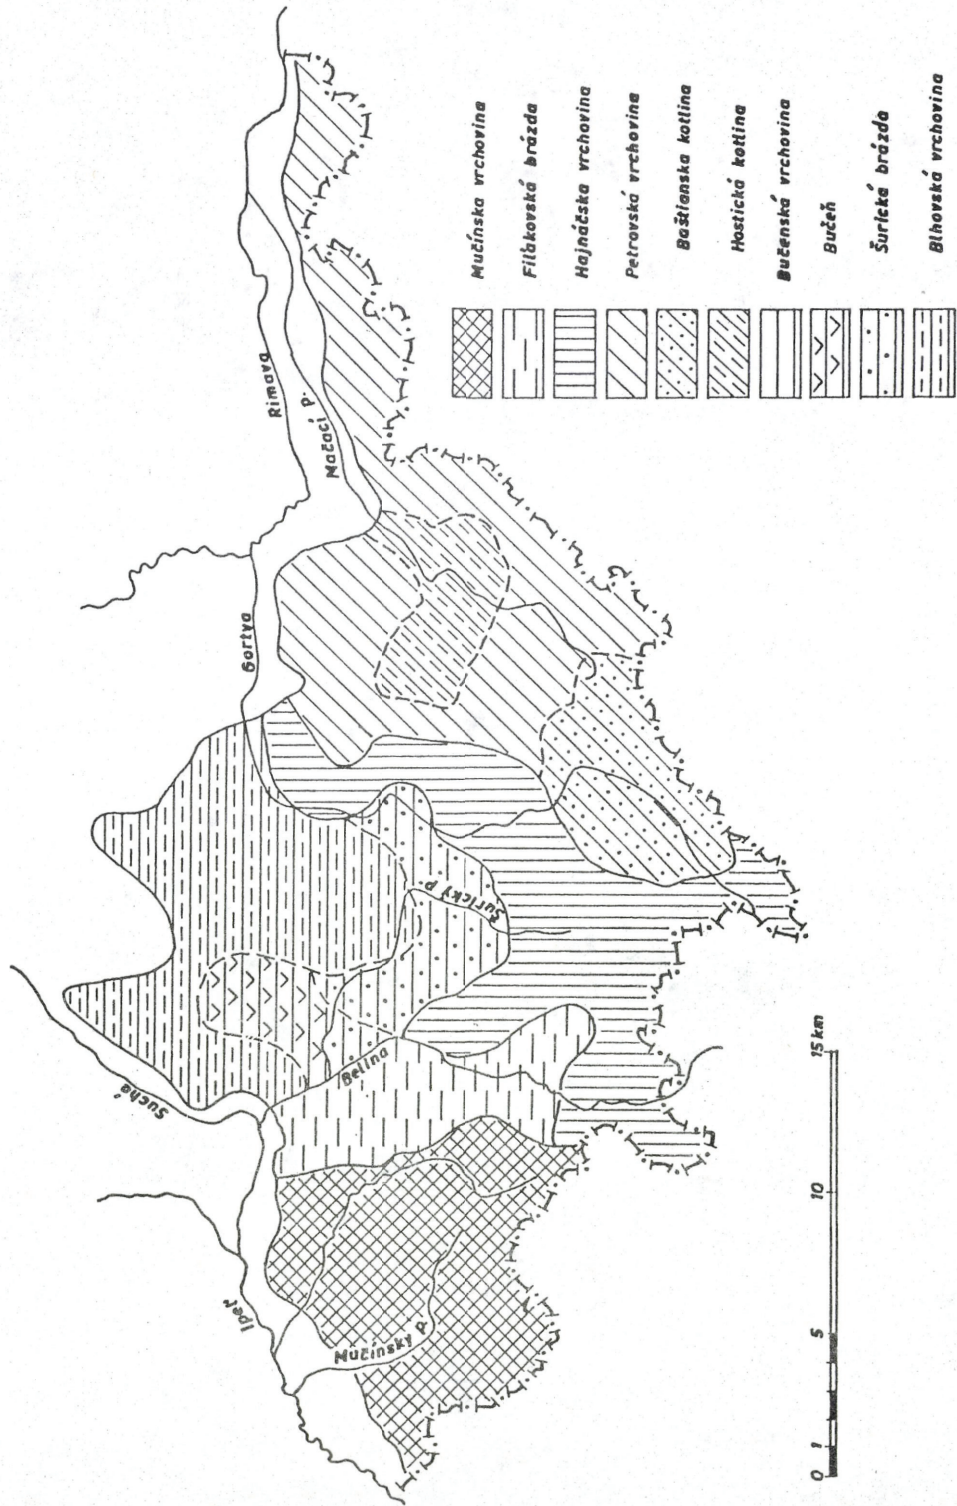 Suchá
Rimava
Mačací p.
Gortva
Ipeľ
Belina
Šurický p.
Mučínsky p.
0 1 5 10 15 km
Mučínska vrchovina
Fiľakovská brázda
Hajnáčska vrchovina
Petrovská vrchovina
Baštianska kotlina
Hostická kotlina
Bučenská vrchovina
Bučeň
Šurická brázda
Blhovská vrchovina